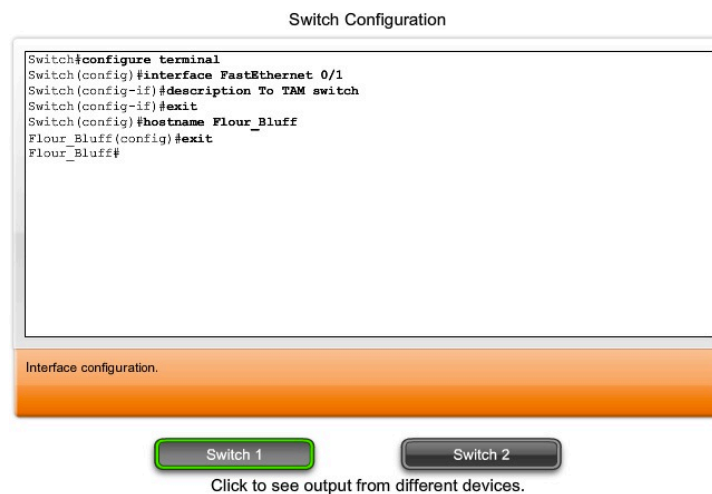 Switch Configuration
Switch#configure terminal
Switch(config)#interface FastEthernet 0/1
Switch(config-if)#description To TAM switch
Switch(config-if)#exit
Switch(config)#hostname Flour_Bluff
Flour_Bluff(config)#exit
Flour_Bluff#
Interface configuration.
Switch 1
Switch 2
Click to see output from different devices.